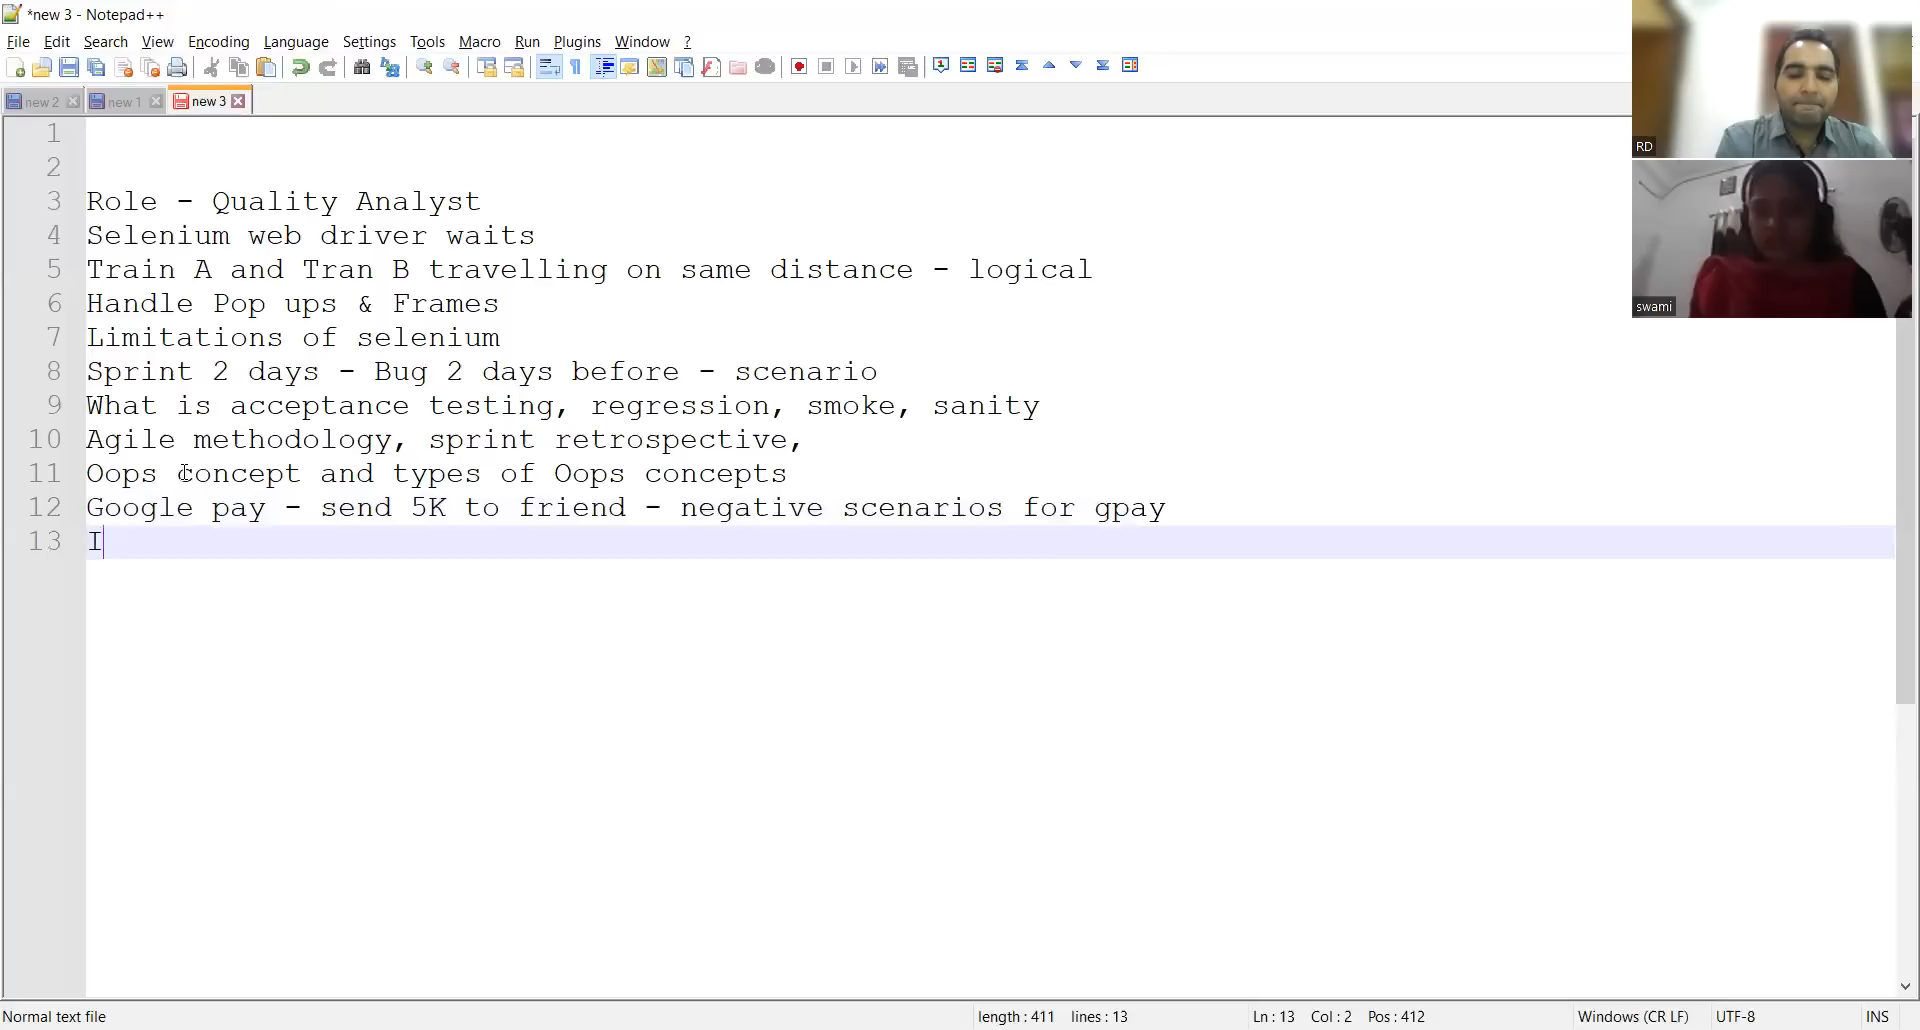 *new 3 - Notepad++
File Edit Search View Encoding Language Settings Tools Macro Run Plugins Window ?
new 2 new 1 new 3
RD
swami
1
2
3 Role - Quality Analyst
4 Selenium web driver waits
5 Train A and Tran B travelling on same distance - logical
6 Handle Pop ups & Frames
7 Limitations of selenium
8 Sprint 2 days - Bug 2 days before - scenario
9 What is acceptance testing, regression, smoke, sanity
10 Agile methodology, sprint retrospective,
11 Oops concept and types of Oops concepts
12 Google pay - send 5K to friend - negative scenarios for gpay
13 I
Normal text file length : 411 lines : 13 Ln : 13 Col : 2 Pos : 412 Windows (CR LF) UTF-8 INS